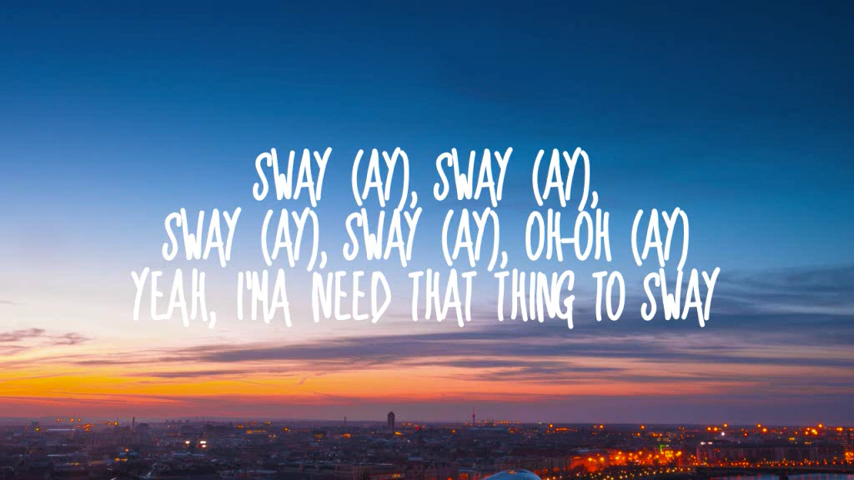 SWAY (AY), SWAY (AY),
SWAY (AY), SWAY (AY), OH-OH (AY)
YEAH, I'MA NEED THAT THING TO SWAY